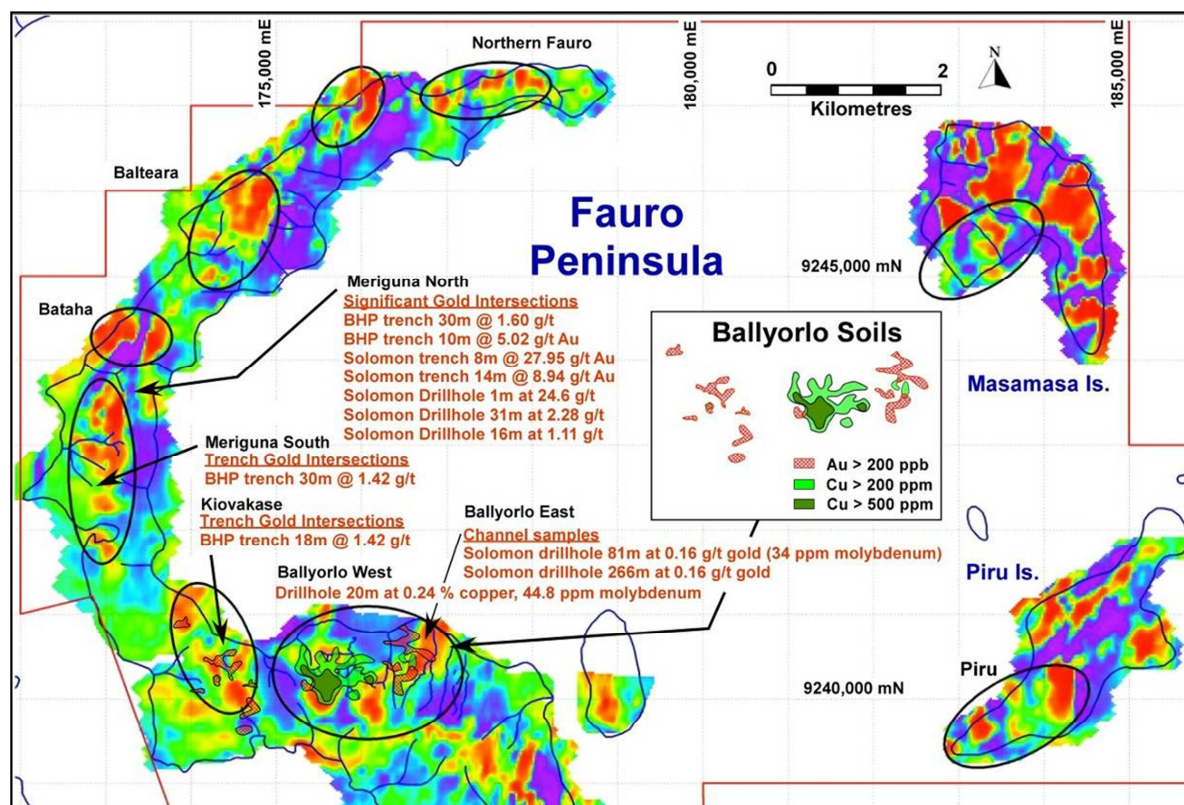 Northern Fauro
175,000 mE
180,000 mE
185,000 mE
0 2
Kilometres
N
Balteara
Fauro
Peninsula
9245,000 mN
Bataha
Meriguna North
Significant Gold Intersections
BHP trench 30m @ 1.60 g/t
BHP trench 10m @ 5.02 g/t Au
Solomon trench 8m @ 27.95 g/t Au
Solomon trench 14m @ 8.94 g/t Au
Solomon Drillhole 1m at 24.6 g/t
Solomon Drillhole 31m at 2.28 g/t
Solomon Drillhole 16m at 1.11 g/t
Ballyorlo Soils
Au > 200 ppb
Cu > 200 ppm
Cu > 500 ppm
Masamasa Is.
Meriguna South
Trench Gold Intersections
BHP trench 30m @ 1.42 g/t
Kiovakase
Trench Gold Intersections
BHP trench 18m @ 1.42 g/t
Ballyorlo East
Channel samples
Solomon drillhole 81m at 0.16 g/t gold (34 ppm molybdenum)
Solomon drillhole 266m at 0.16 g/t gold
Ballyorlo West
Drillhole 20m at 0.24 % copper, 44.8 ppm molybdenum
Piru Is.
Piru
9240,000 mN